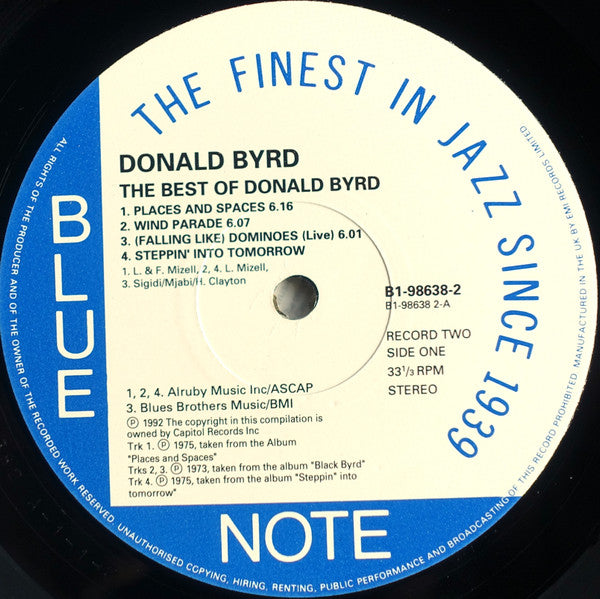 THE FINEST IN JAZZ SINCE 1939
DONALD BYRD
THE BEST OF DONALD BYRD
1. PLACES AND SPACES 6.16
2. WIND PARADE 6.07
3. (FALLING LIKE) DOMINOES (Live) 6.01
4. STEPPIN' INTO TOMORROW
1. L. & F. Mizell, 2, 4. L. Mizell,
3. Sigidi/Mjabi/H. Clayton
B1-98638-2
B1-98638 2-A
RECORD TWO
SIDE ONE
33⅓ RPM
STEREO
1, 2, 4. Alruby Music Inc/ASCAP
3. Blues Brothers Music/BMI
Ⓟ 1992 The copyright in this compilation is
owned by Capitol Records Inc
Trk 1. Ⓟ 1975, taken from the Album
"Places and Spaces"
Trks 2, 3. Ⓟ 1973, taken from the album "Black Byrd"
Trk 4. Ⓟ 1975, taken from the album "Steppin" into
tomorrow"
BLUE
NOTE
ALL RIGHTS OF THE PRODUCER AND OF THE OWNER OF THE RECORDED WORK RESERVED. UNAUTHORISED COPYING, HIRING, RENTING, PUBLIC PERFORMANCE AND BROADCASTING OF THIS RECORD PROHIBITED. MANUFACTURED IN THE UK BY EMI RECORDS LIMITED